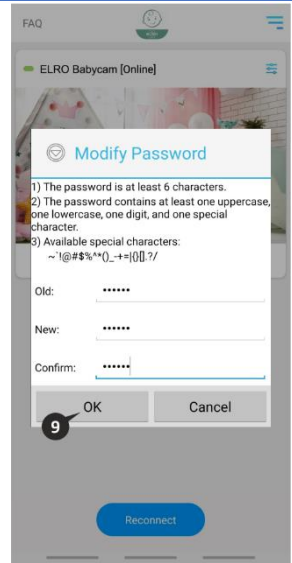 FAQ
ELRO Babycam [Online]
Modify Password
1) The password is at least 6 characters.
2) The password contains at least one uppercase,
one lowercase, one digit, and one special
character.
3) Available special characters:
~`!@#$%^*()_-+=|{}[].?/
Old: ••••••
New: ••••••
Confirm: ••••••
OK
Cancel
9
Reconnect